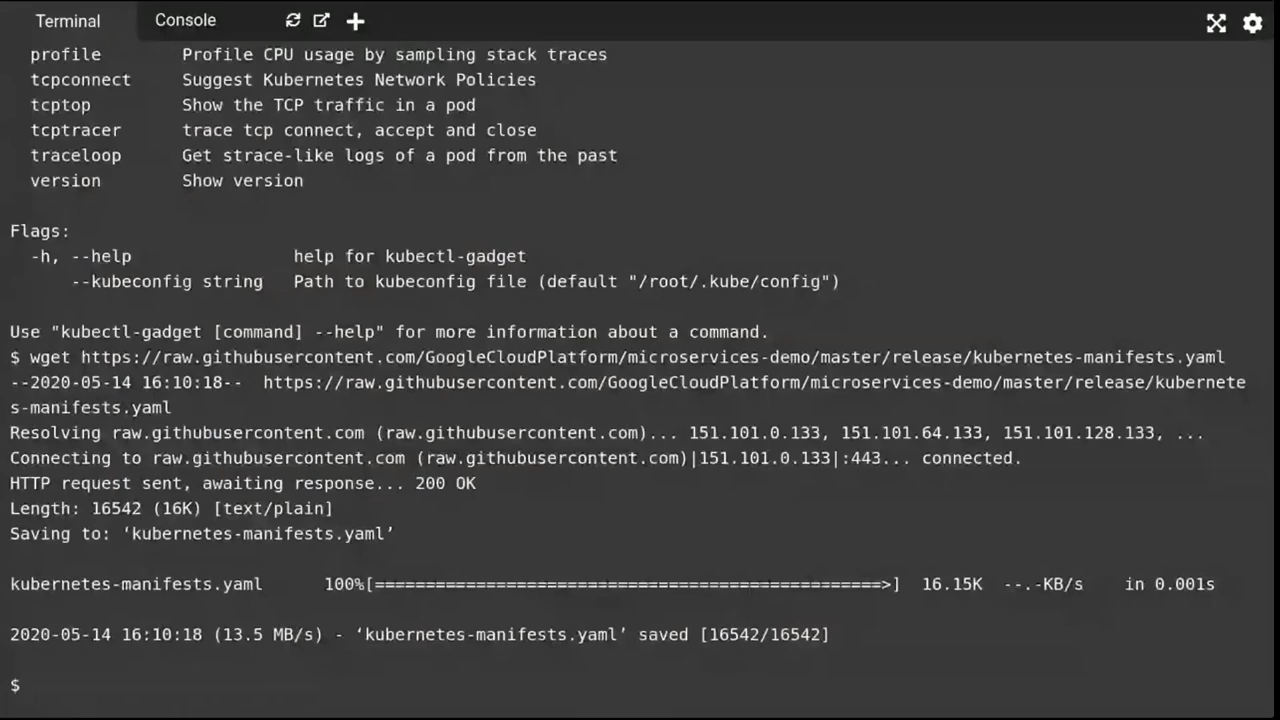 Terminal Console
profile Profile CPU usage by sampling stack traces
tcpconnect Suggest Kubernetes Network Policies
tcptop Show the TCP traffic in a pod
tcptracer trace tcp connect, accept and close
traceloop Get strace-like logs of a pod from the past
version Show version
Flags:
-h, --help help for kubectl-gadget
--kubeconfig string Path to kubeconfig file (default "/root/.kube/config")
Use "kubectl-gadget [command] --help" for more information about a command.
$ wget https://raw.githubusercontent.com/GoogleCloudPlatform/microservices-demo/master/release/kubernetes-manifests.yaml
--2020-05-14 16:10:18-- https://raw.githubusercontent.com/GoogleCloudPlatform/microservices-demo/master/release/kubernete
s-manifests.yaml
Resolving raw.githubusercontent.com (raw.githubusercontent.com)... 151.101.0.133, 151.101.64.133, 151.101.128.133, ...
Connecting to raw.githubusercontent.com (raw.githubusercontent.com)|151.101.0.133|:443... connected.
HTTP request sent, awaiting response... 200 OK
Length: 16542 (16K) [text/plain]
Saving to: ‘kubernetes-manifests.yaml’
kubernetes-manifests.yaml 100%[==================================================>] 16.15K --.-KB/s in 0.001s
2020-05-14 16:10:18 (13.5 MB/s) - ‘kubernetes-manifests.yaml’ saved [16542/16542]
$